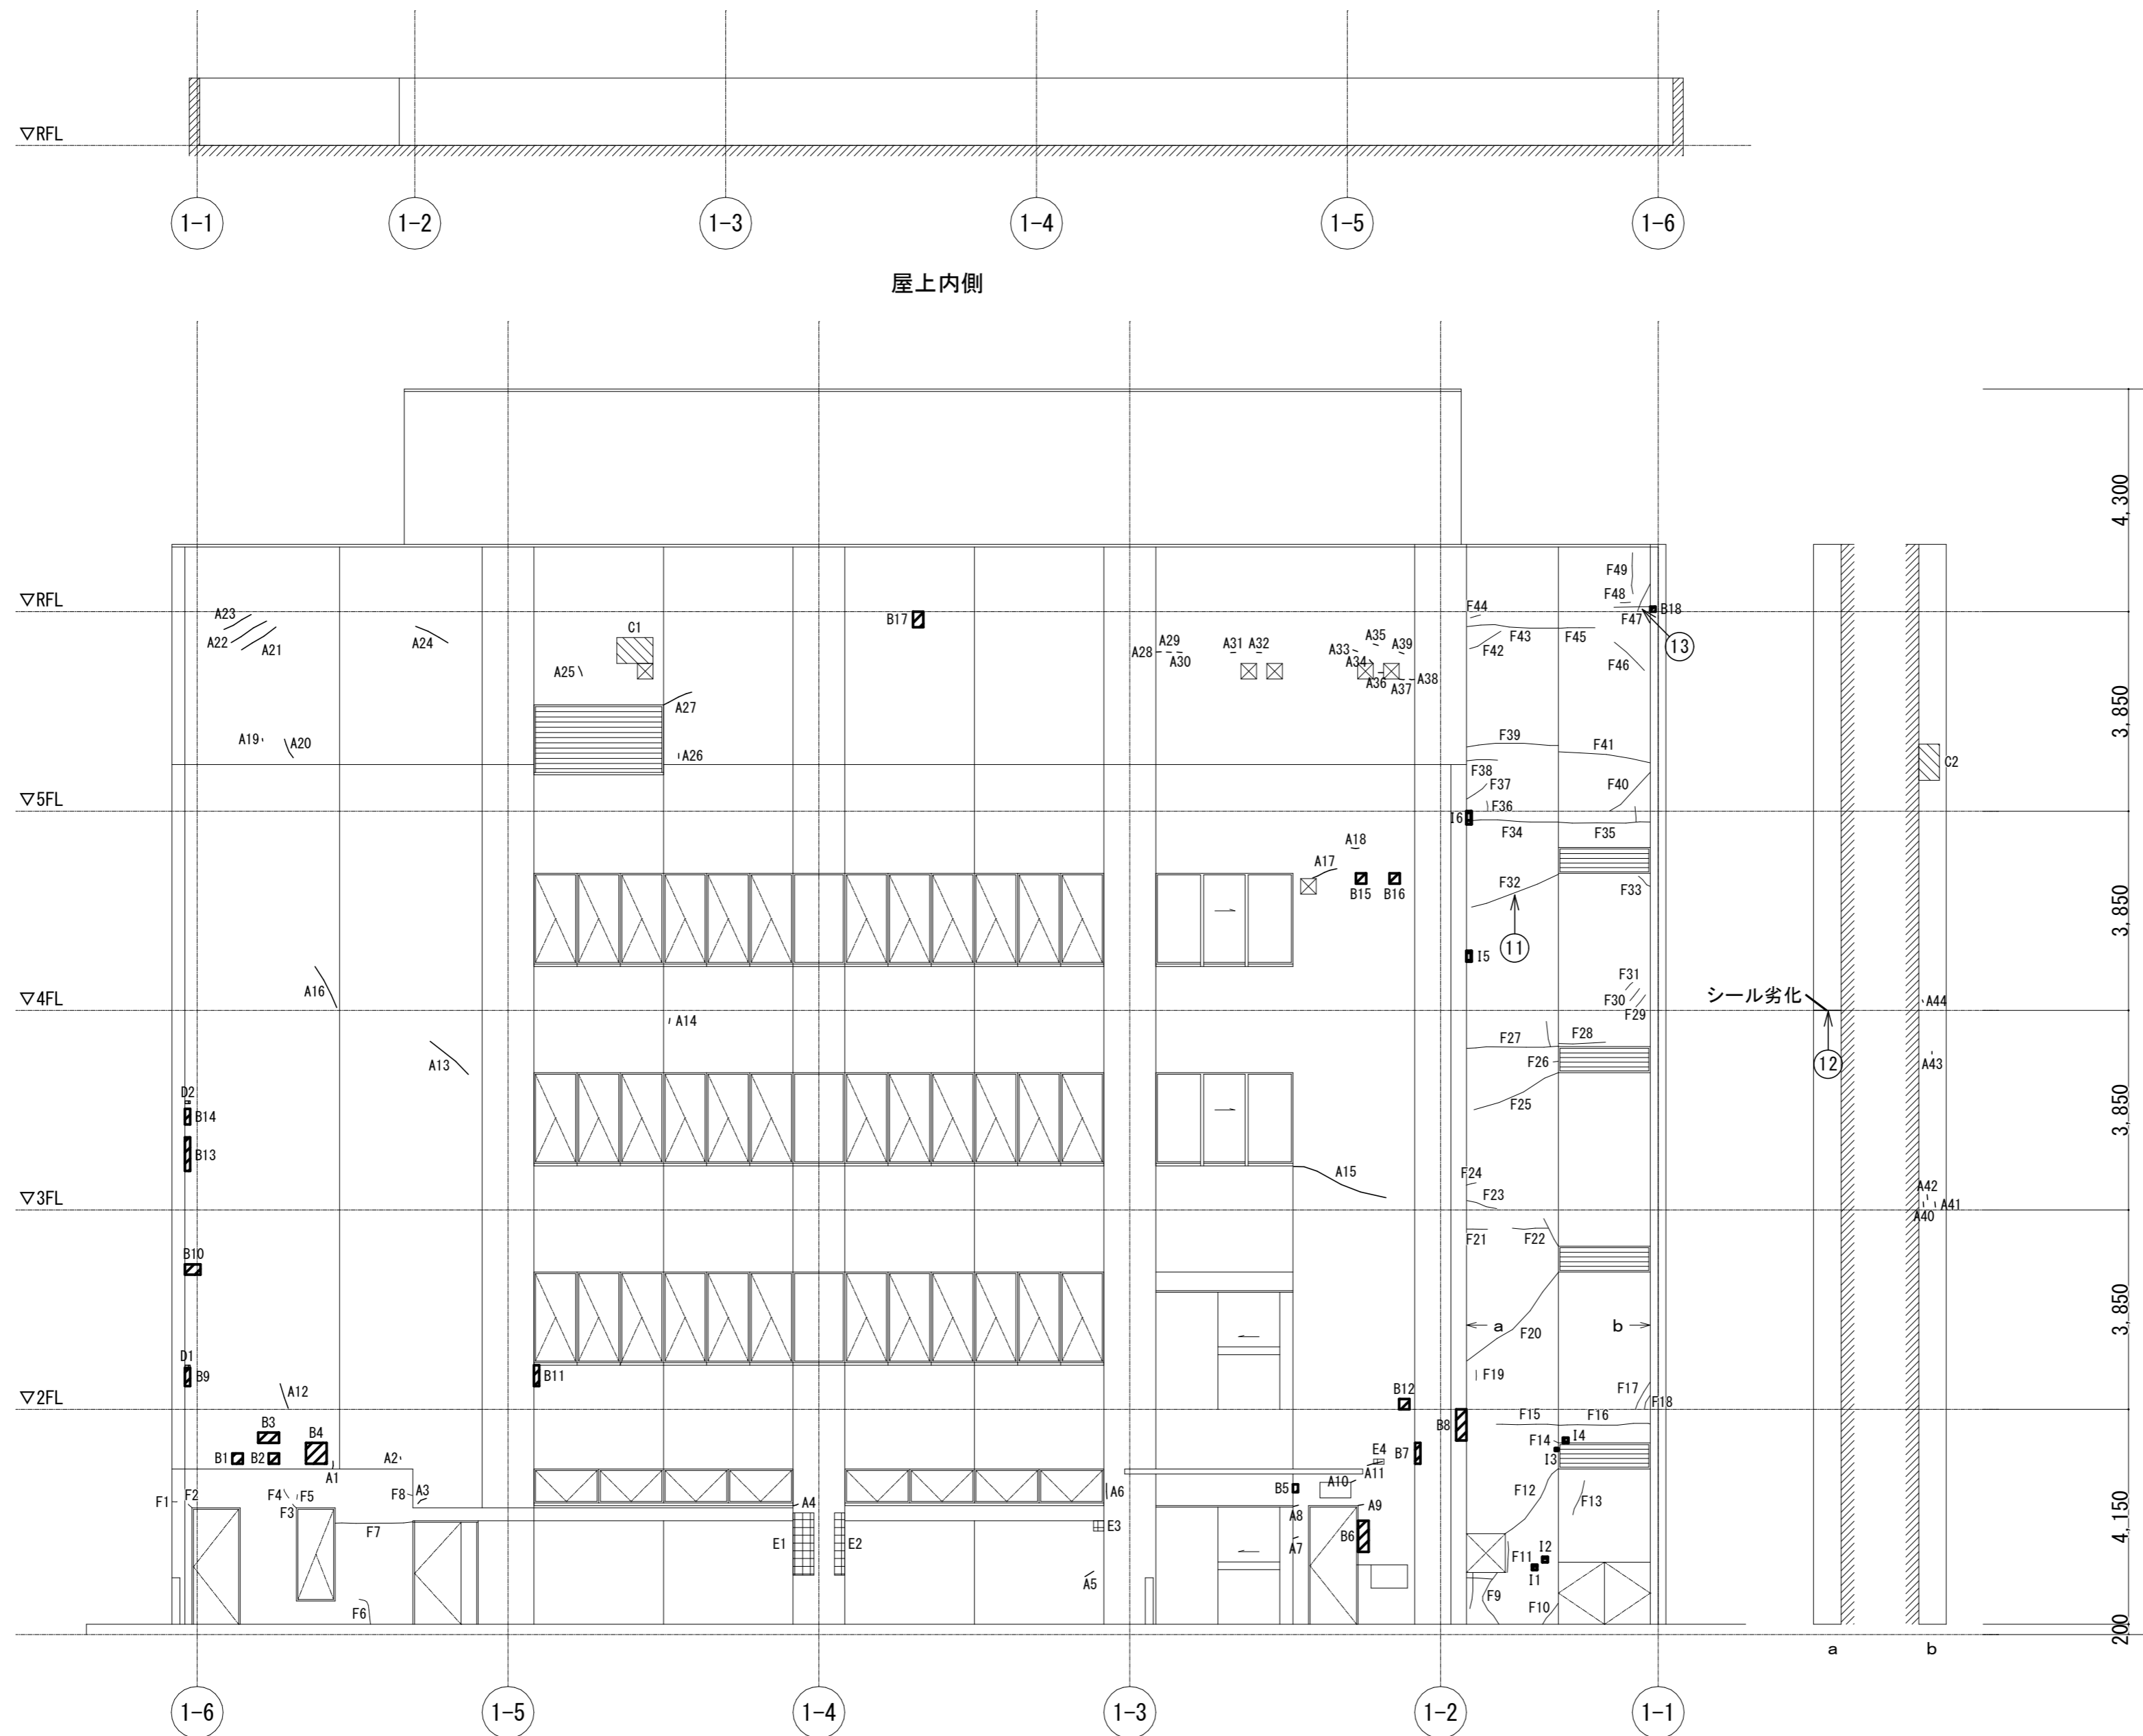 ▽RFL
1-1
1-2
1-3
1-4
1-5
1-6
屋上内側
4,300
F49
▽RFL
A23
F48
F44
B18
A22
A21
A24
C1
B17
F47
A29
A31
A32
A35
A39
F43
F45
13
A28
A30
A33
F42
A34
F46
A25
A36
A37
A38
A27
3,850
A19
A20
A26
F39
F41
F38
C2
▽5FL
F37
F40
F36
I6
F34
F35
A18
A17
F32
F33
B15
B16
3,850
11
I5
A16
F31
▽4FL
F30
シール劣化
A44
F29
A14
A13
F27
F28
F26
12
A43
D2
B14
F25
3,850
B13
A15
F24
A42
▽3FL
F23
A41
A40
F21
F22
B10
a
b
F20
3,850
D1
B9
B11
F19
A12
B12
F17
▽2FL
F18
B3
B4
B8
F15
F16
B1
B2
A2
E4
B7
F14
I4
A1
A11
I3
F1
F2
F4
F5
F8
A3
A4
A6
B5
A10
F12
F13
F3
A8
A9
F7
E1
E2
E3
A7
B6
4,150
F11
I2
A5
I1
F6
F9
F10
200
a
b
1-6
1-5
1-4
1-3
1-2
1-1